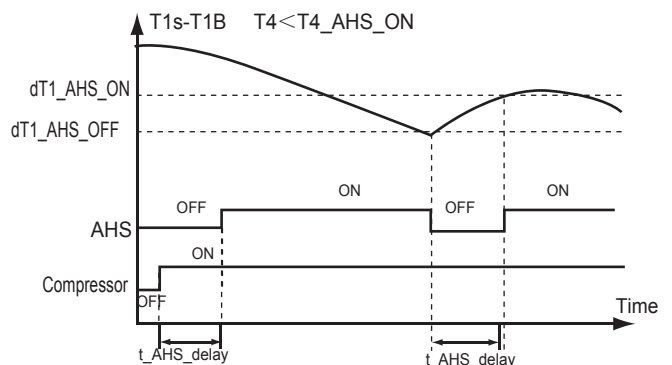 T1s-T1B T4＜T4_AHS_ON
dT1_AHS_ON
dT1_AHS_OFF
OFF ON OFF ON
AHS
ON
Compressor
OFF
Time
t_AHS_delay t_AHS_delay